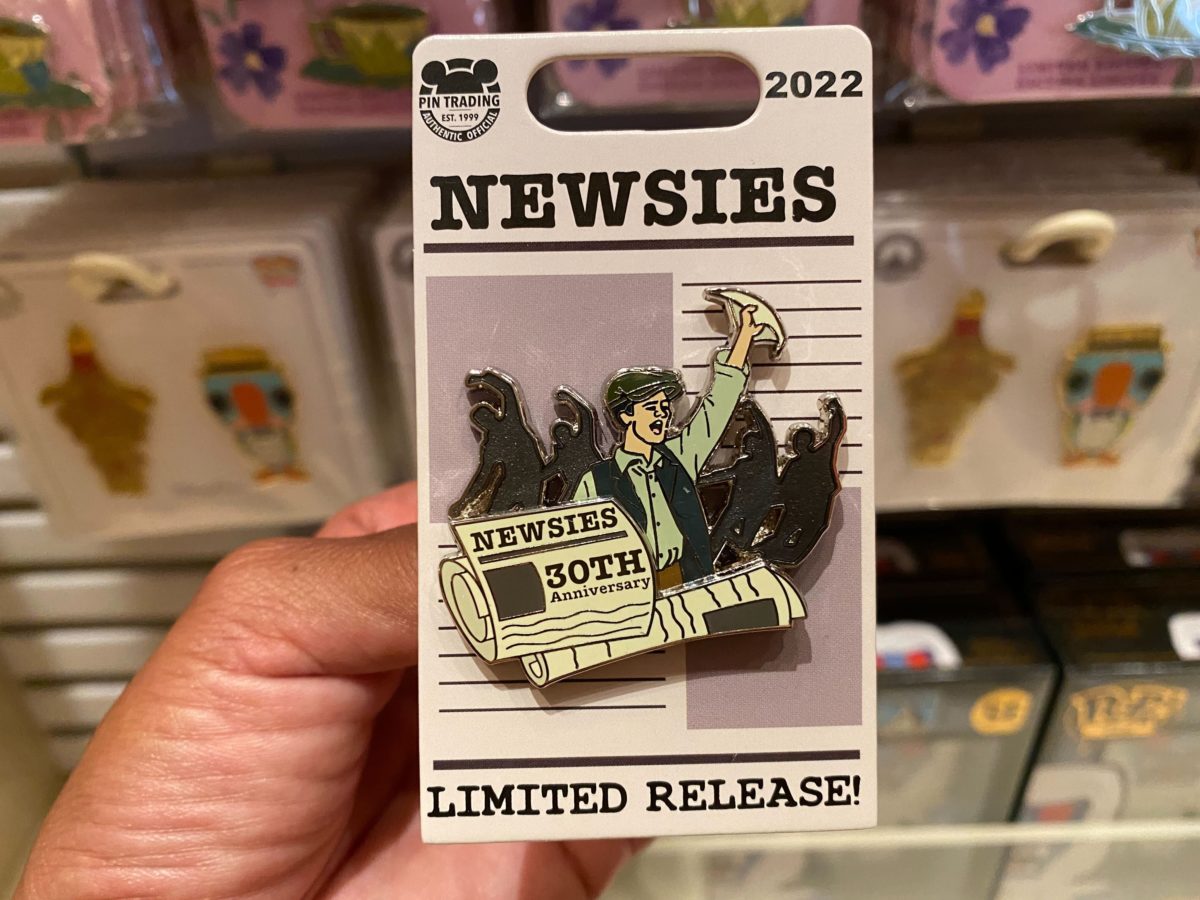 PIN TRADING
EST. 1999
AUTHENTIC OFFICIAL
2022
NEWSIES
NEWSIES
30TH
Anniversary
LIMITED RELEASE!